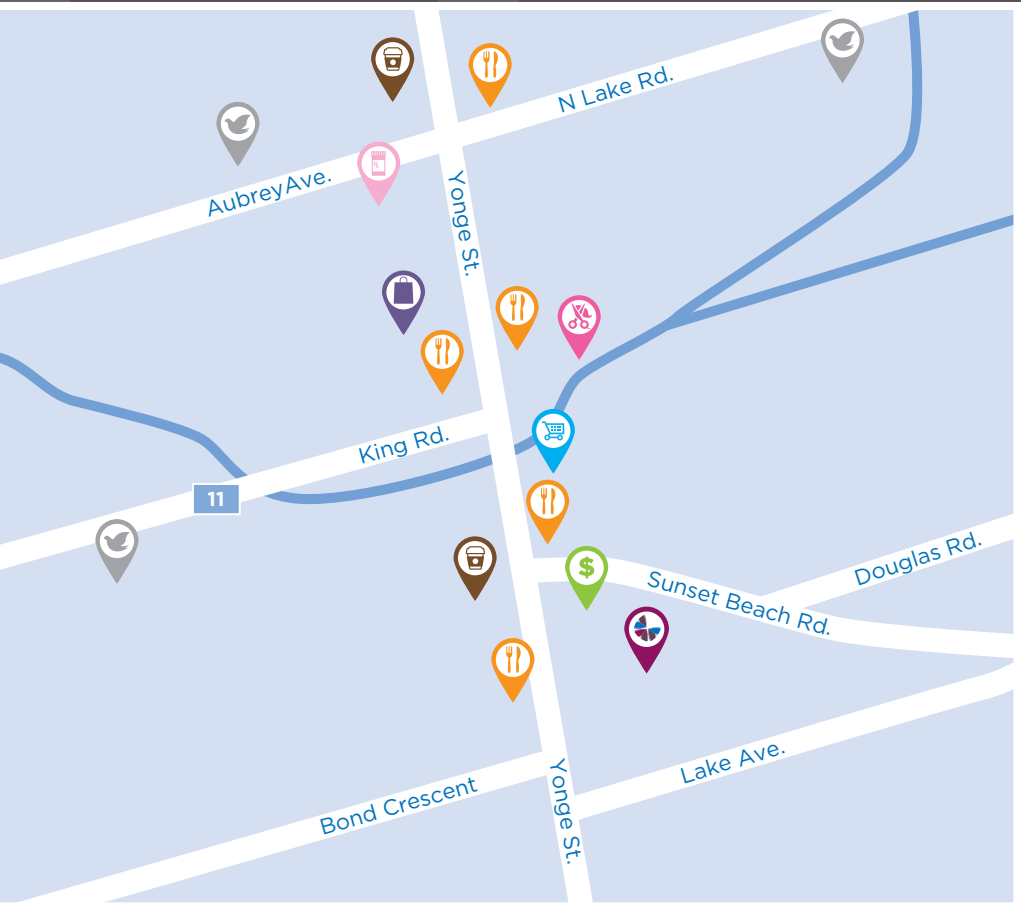 N Lake Rd.
AubreyAve.
Yonge St.
King Rd.
11
$
Douglas Rd.
Sunset Beach Rd.
Lake Ave.
Bond Crescent
Yonge St.